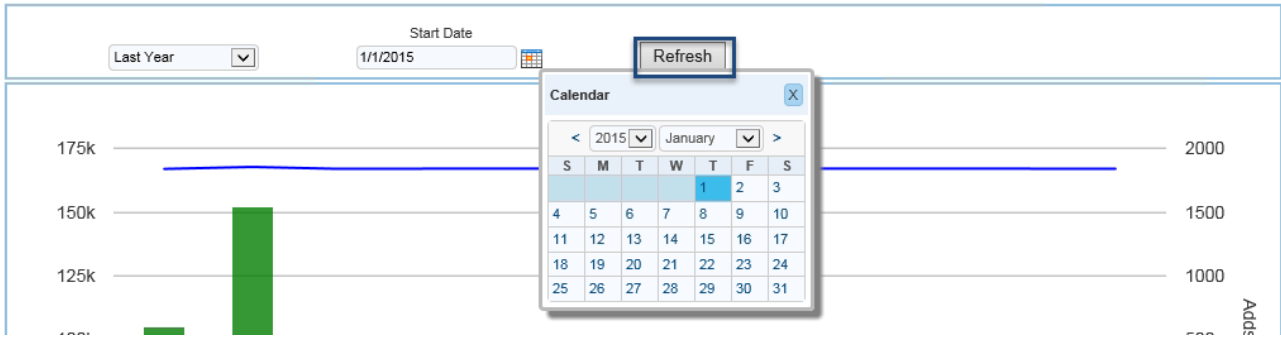 Start Date
Last Year 1/1/2015 Refresh
Calendar X
< 2015 January >
S M T W T F S
1 2 3
4 5 6 7 8 9 10
11 12 13 14 15 16 17
18 19 20 21 22 23 24
25 26 27 28 29 30 31
175k 2000
150k 1500
125k 1000
Adds